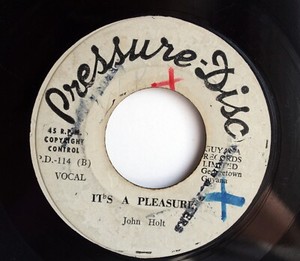 Pressure-Disc
45 R.P.M.
COPYRIGHT
CONTROL
P.D.-114 (B)
VOCAL
GUYANA
RECORDS
LIMITED
Georgetown
Guyana
IT'S A PLEASURE
John Holt